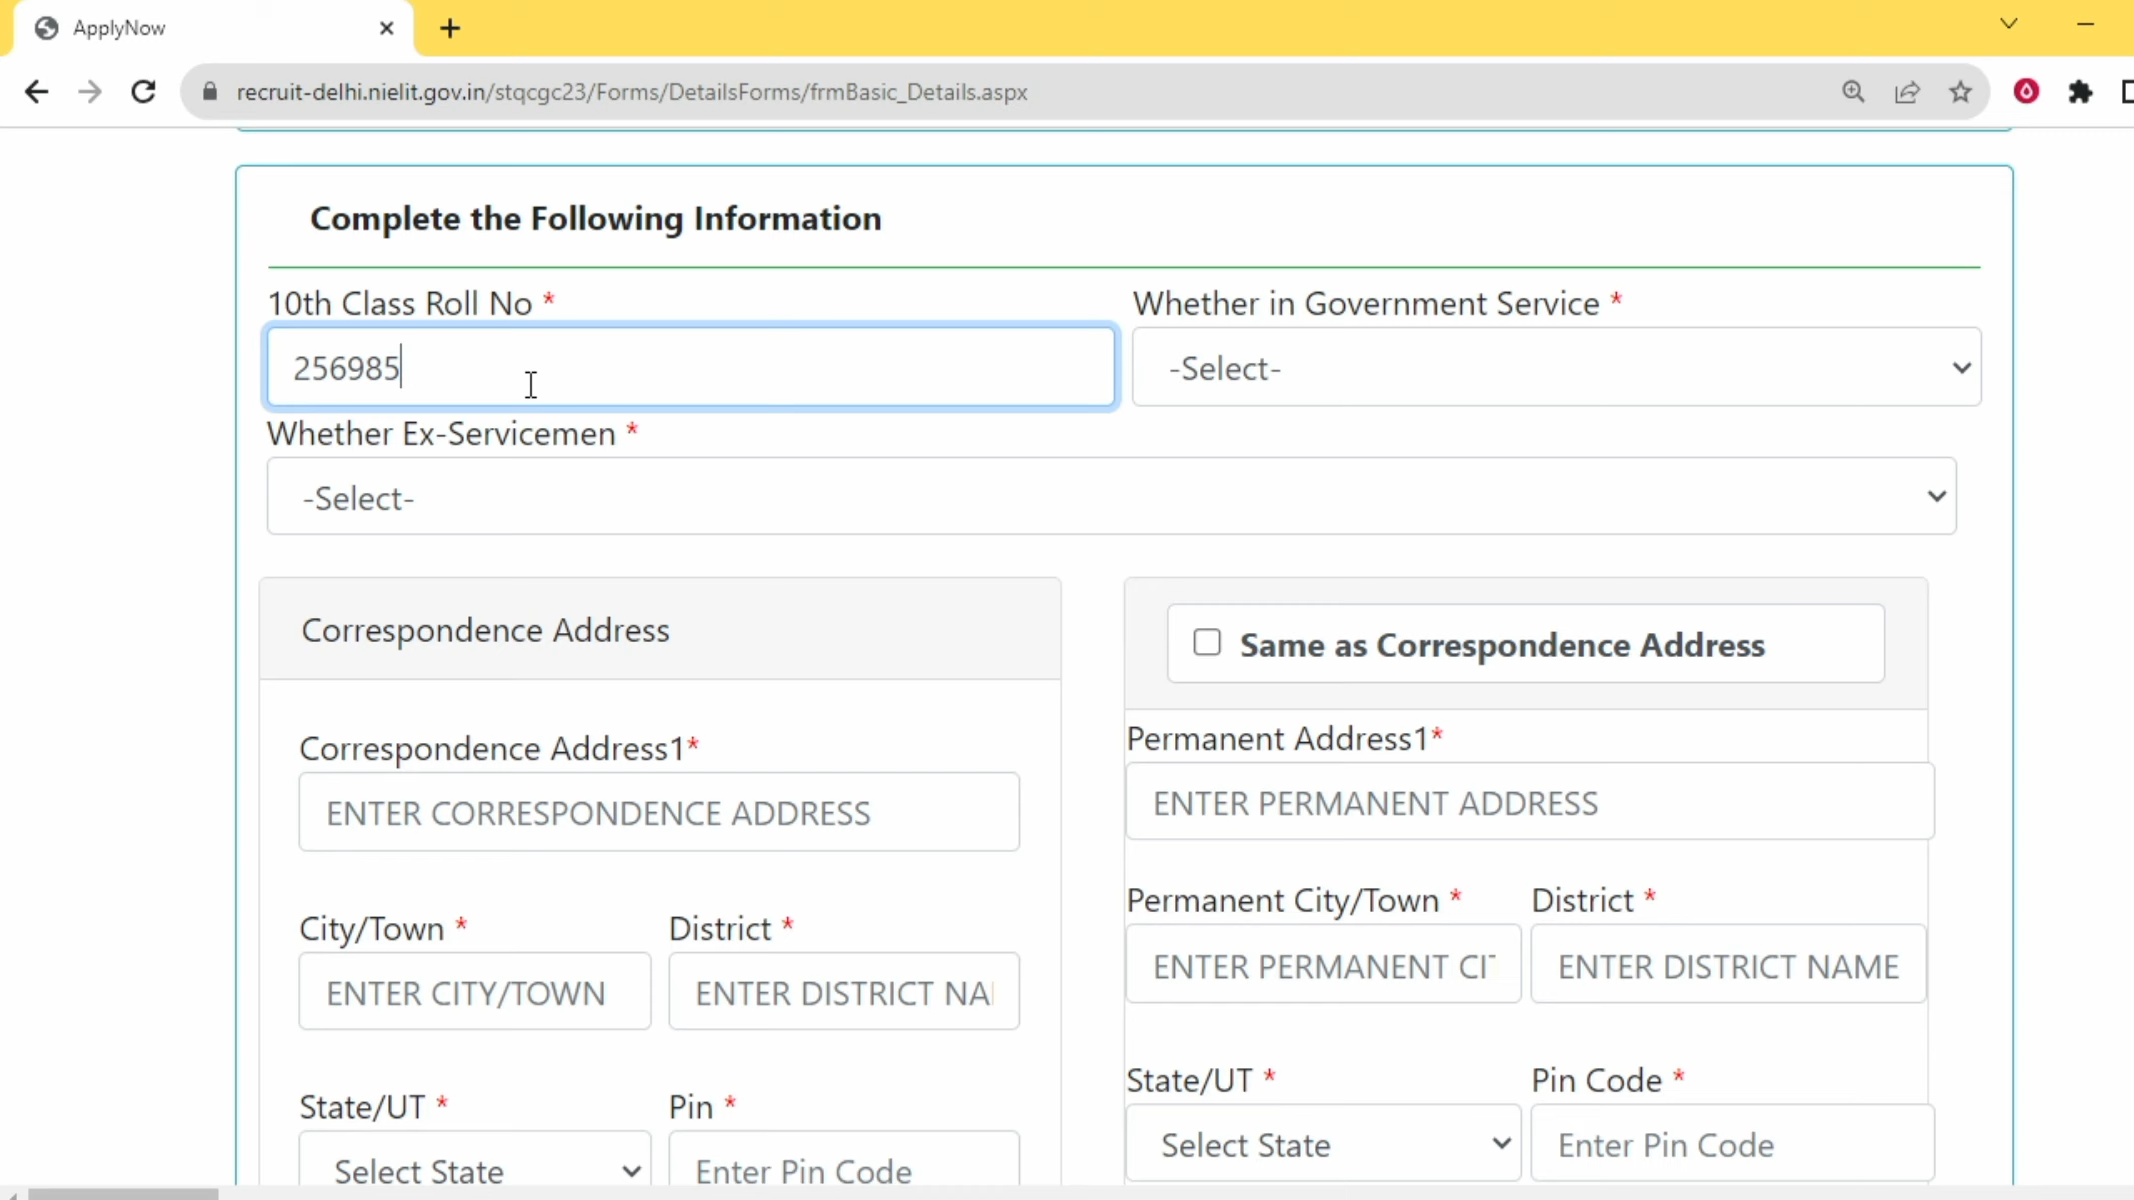 ApplyNow
recruit-delhi.nielit.gov.in/stqcgc23/Forms/DetailsForms/frmBasic_Details.aspx
Complete the Following Information
10th Class Roll No * Whether in Government Service *
256985 -Select-
Whether Ex-Servicemen *
-Select-
Correspondence Address
Same as Correspondence Address
Correspondence Address1*
ENTER CORRESPONDENCE ADDRESS
City/Town * District *
ENTER CITY/TOWN ENTER DISTRICT NA
State/UT * Pin *
Select State Enter Pin Code
Permanent Address1*
ENTER PERMANENT ADDRESS
Permanent City/Town * District *
ENTER PERMANENT CI ENTER DISTRICT NAME
State/UT * Pin Code *
Select State Enter Pin Code